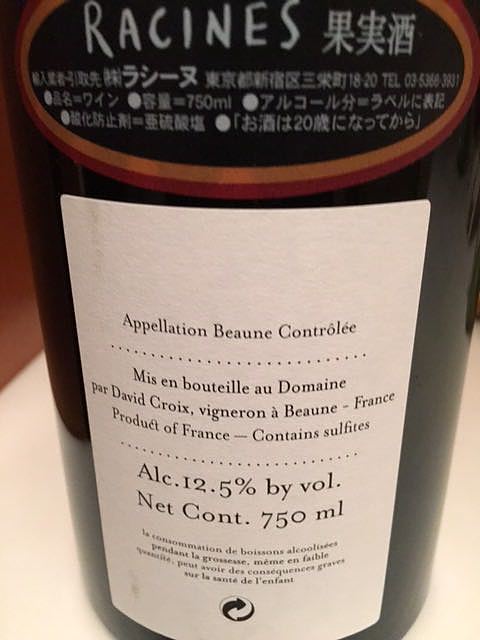 RACINES 果実酒
輸入業者・引取先 ㈱ラシーヌ 東京都新宿区三栄町18-20 TEL 03-5366-3931
●品名=ワイン ●容量=750ml ●アルコール分=ラベルに表記
●酸化防止剤=亜硫酸塩 ●「お酒は20歳になってから」
Appellation Beaune Contrôlée
Mis en bouteille au Domaine
par David Croix, vigneron à Beaune - France
Product of France — Contains sulfites
Alc.12.5% by vol.
Net Cont. 750 ml
la consommation de boissons alcoolisées
pendant la grossesse, même en faible
quantité, peut avoir des conséquences graves
sur la santé de l'enfant